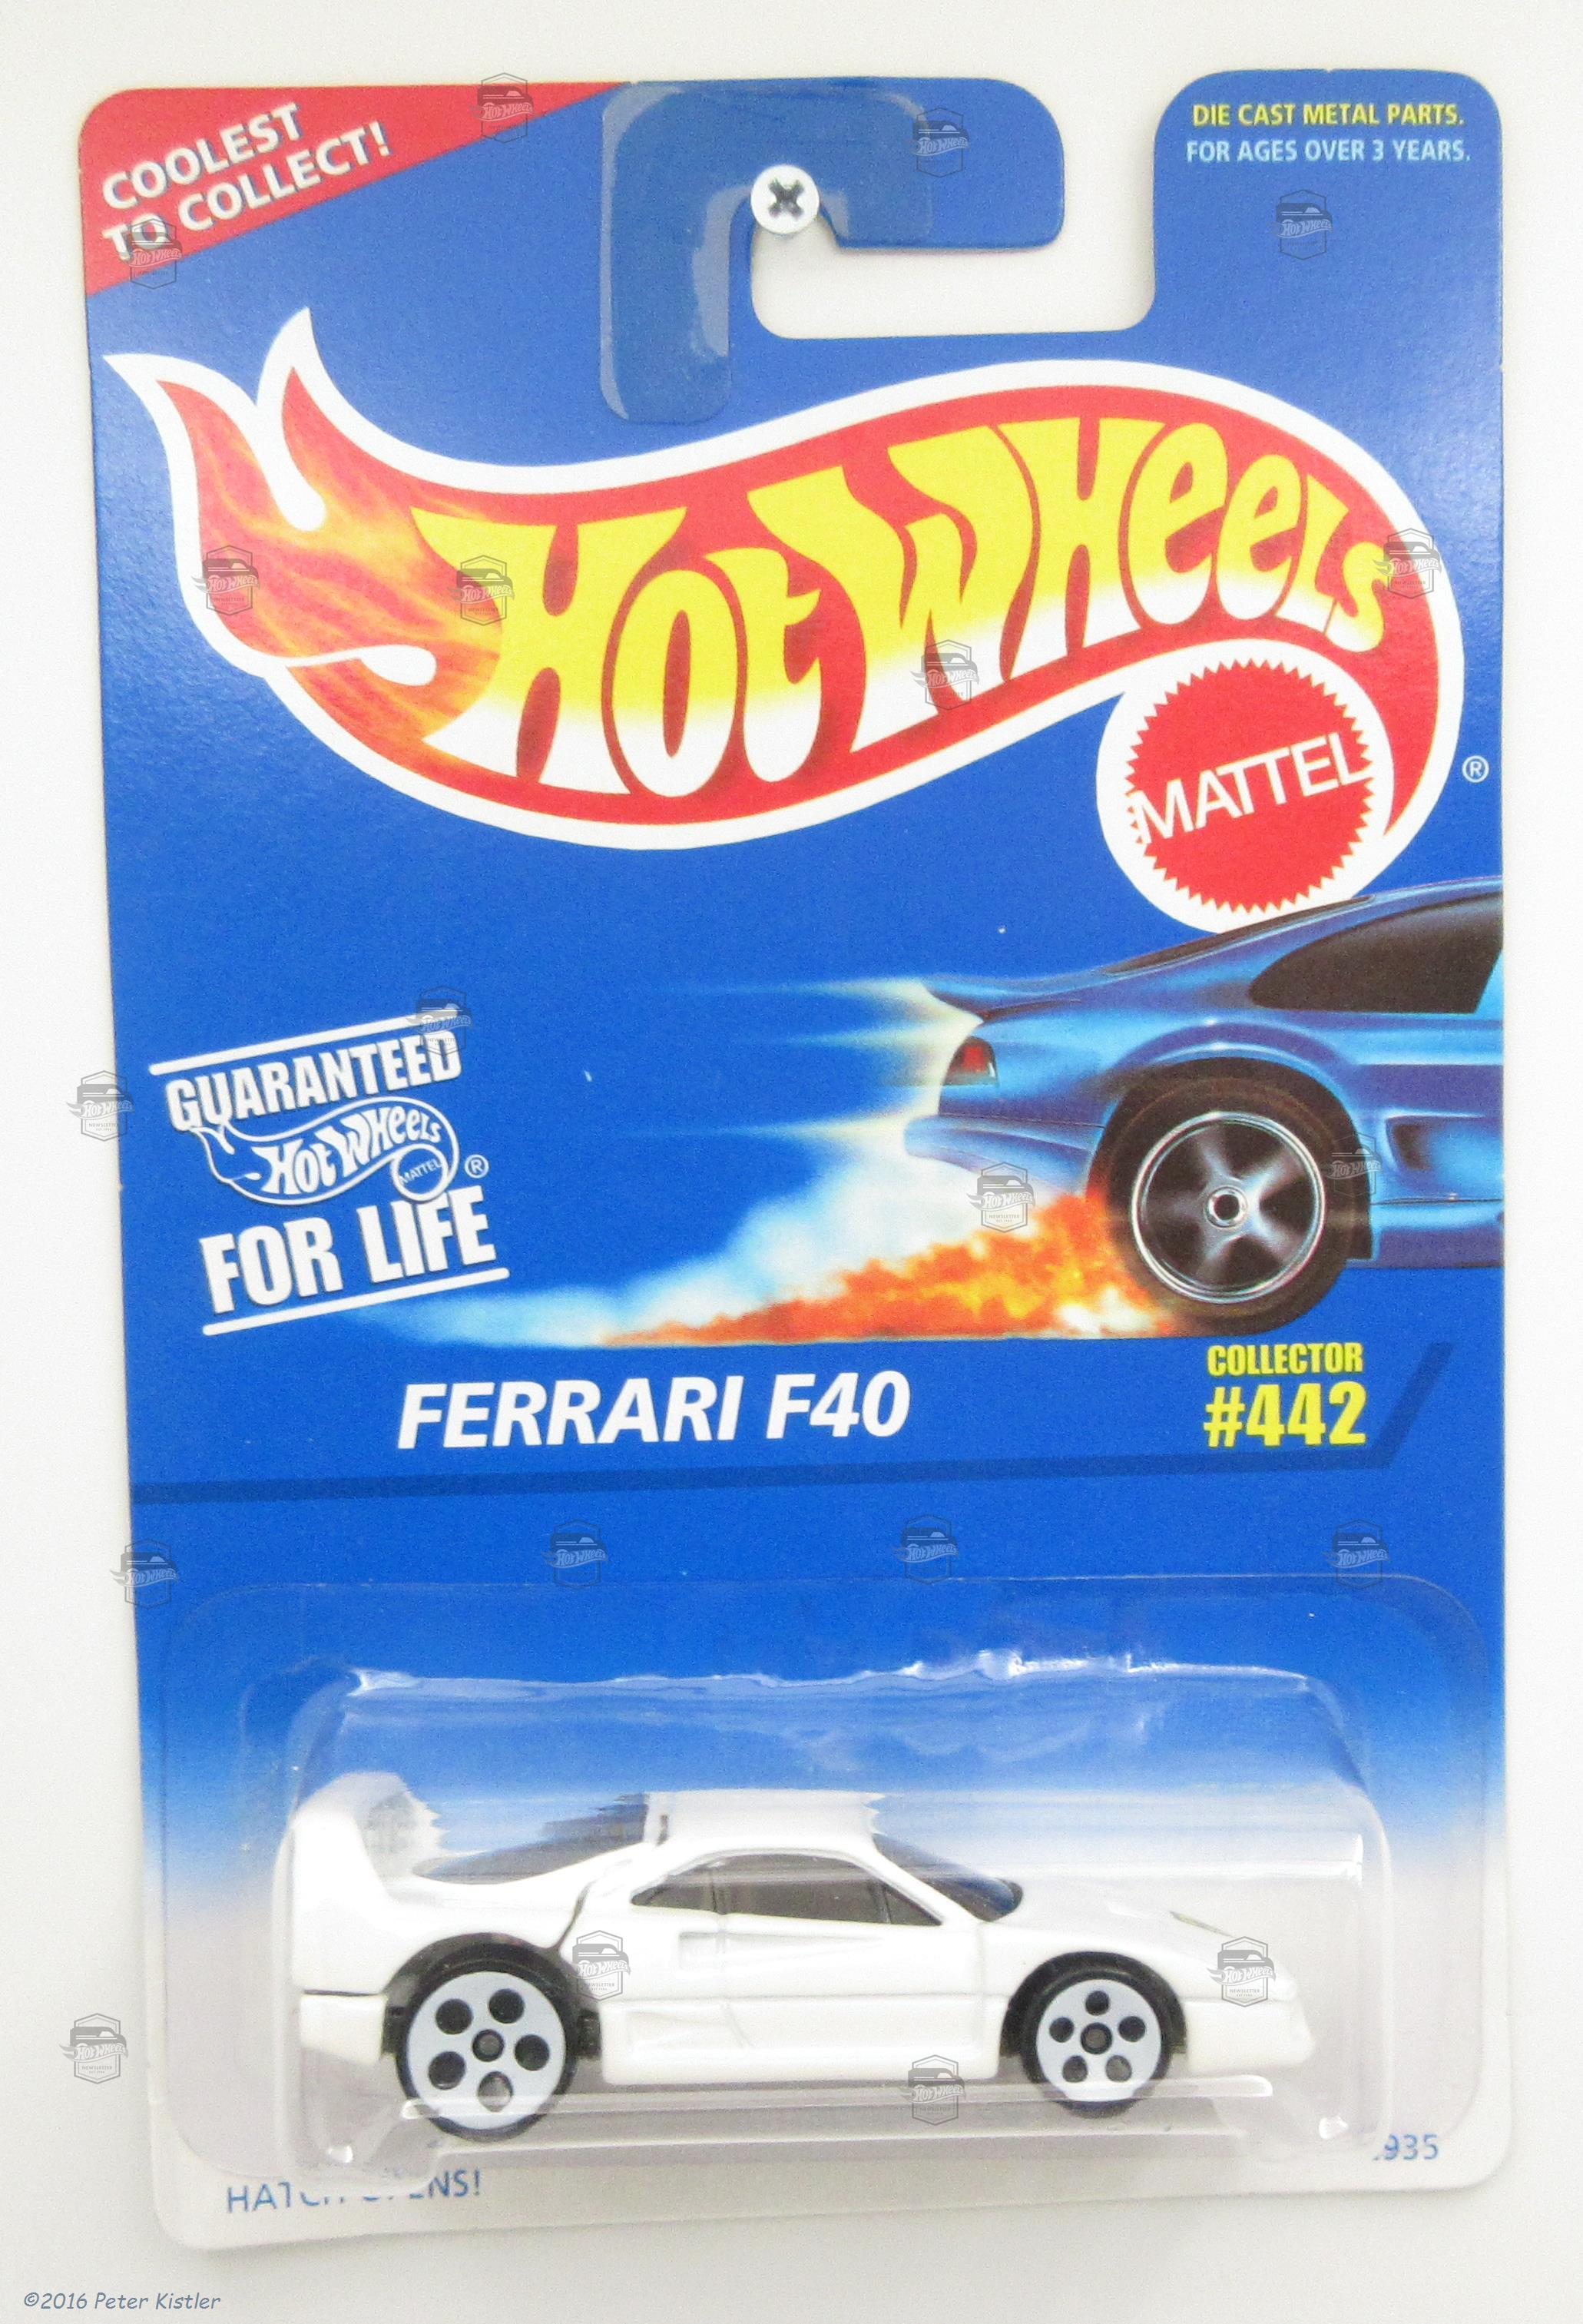 COOLEST
TO COLLECT!
DIE CAST METAL PARTS.
FOR AGES OVER 3 YEARS.
Hot Wheels
MATTEL
®
GUARANTEED
Hot Wheels
MATTEL
®
FOR LIFE
FERRARI F40
COLLECTOR
#442
935
©2016 Peter Kistler